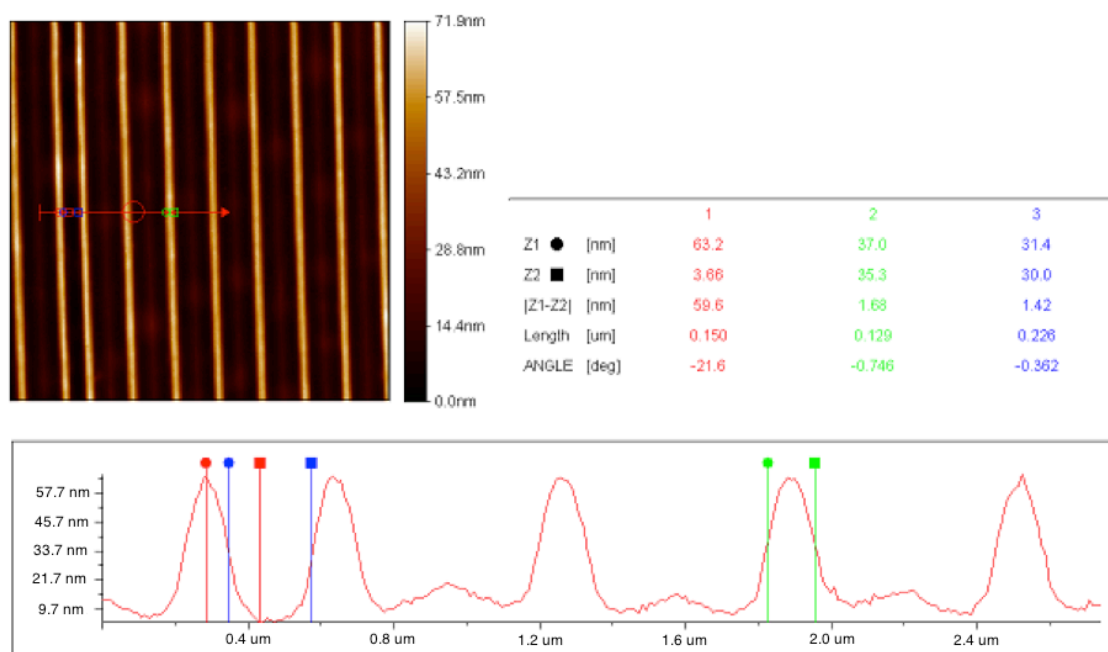 71.9nm
57.5nm
43.2nm
28.8nm
14.4nm
0.0nm
1 2 3
Z1 [nm] 63.2 37.0 31.4
Z2 [nm] 3.66 35.3 30.0
|Z1-Z2| [nm] 59.6 1.68 1.42
Length [um] 0.150 0.129 0.226
ANGLE [deg] -21.6 -0.746 -0.362
57.7 nm
45.7 nm
33.7 nm
21.7 nm
9.7 nm
0.4 um 0.8 um 1.2 um 1.6 um 2.0 um 2.4 um